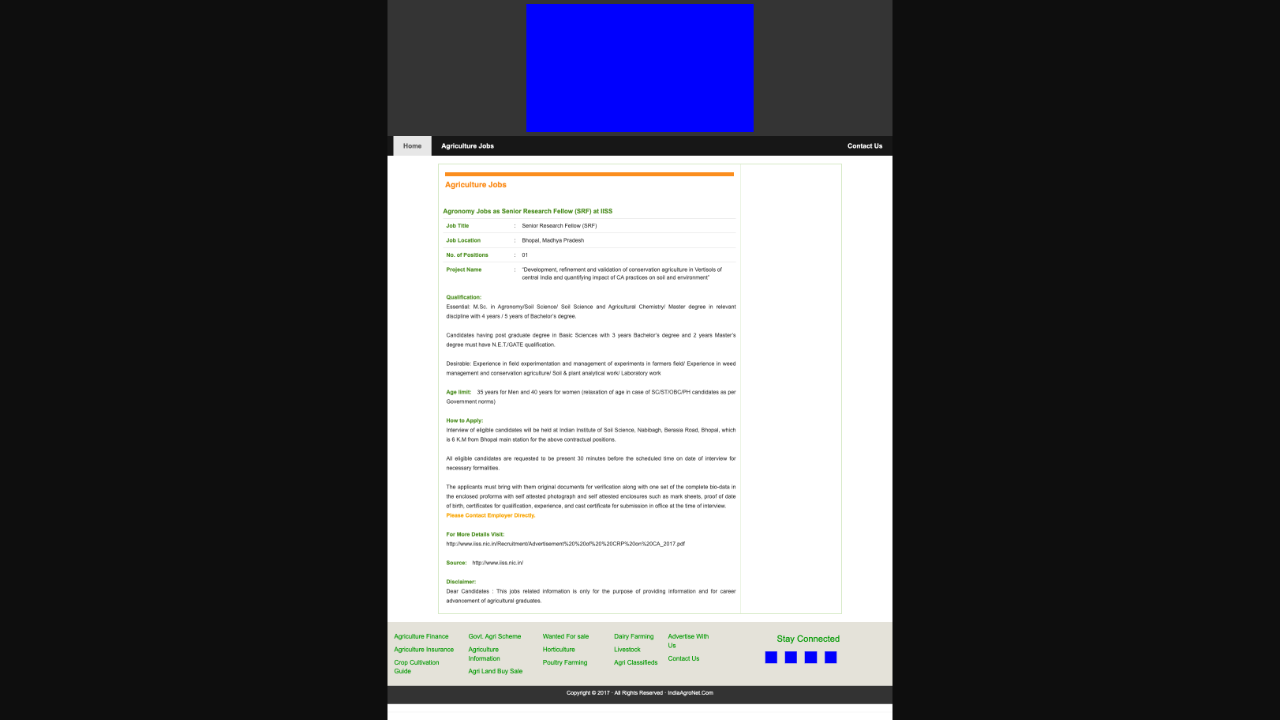 Home
Agriculture Jobs
Contact Us
Agriculture Jobs
Agronomy Jobs as Senior Research Fellow (SRF) at IISS
Job Title : Senior Research Fellow (SRF)
Job Location : Bhopal, Madhya Pradesh
No. of Positions : 01
Project Name : "Development, refinement and validation of conservation agriculture in Vertisols of
central India and quantifying impact of CA practices on soil and environment"
Qualification:
Essential: M.Sc. in Agronomy/Soil Science/ Soil Science and Agricultural Chemistry/ Master degree in relevant
discipline with 4 years / 5 years of Bachelor's degree.
Candidates having post graduate degree in Basic Sciences with 3 years Bachelor's degree and 2 years Master's
degree must have N.E.T./GATE qualification.
Desirable: Experience in field experimentation and management of experiments in farmers field/ Experience in weed
management and conservation agriculture/ Soil & plant analytical work/ Laboratory work
Age limit: 35 years for Men and 40 years for women (relaxation of age in case of SC/ST/OBC/PH candidates as per
Government norms)
How to Apply:
Interview of eligible candidates will be held at Indian Institute of Soil Science, Nabibagh, Berasia Road, Bhopal, which
is 6 K.M from Bhopal main station for the above contractual positions.
All eligible candidates are requested to be present 30 minutes before the scheduled time on date of interview for
necessary formalities.
The applicants must bring with them original documents for verification along with one set of the complete bio-data in
the enclosed proforma with self attested photograph and self attested enclosures such as mark sheets, proof of date
of birth, certificates for qualification, experience, and cast certificate for submission in office at the time of interview.
Please Contact Employer Directly.
For More Details Visit:
http://www.iiss.nic.in/Recruitment/Advertisement%20%20of%20%20CRP%20on%20CA_2017.pdf
Source: http://www.iiss.nic.in/
Disclaimer:
Dear Candidates : This jobs related information is only for the purpose of providing information and for career
advancement of agricultural graduates.
Agriculture Finance
Agriculture Insurance
Crop Cultivation
Guide
Govt. Agri Scheme
Agriculture
Information
Agri Land Buy Sale
Wanted For sale
Horticulture
Poultry Farming
Dairy Farming
Livestock
Agri Classifieds
Advertise With
Us
Contact Us
Stay Connected
Copyright © 2017 · All Rights Reserved · IndiaAgroNet.Com